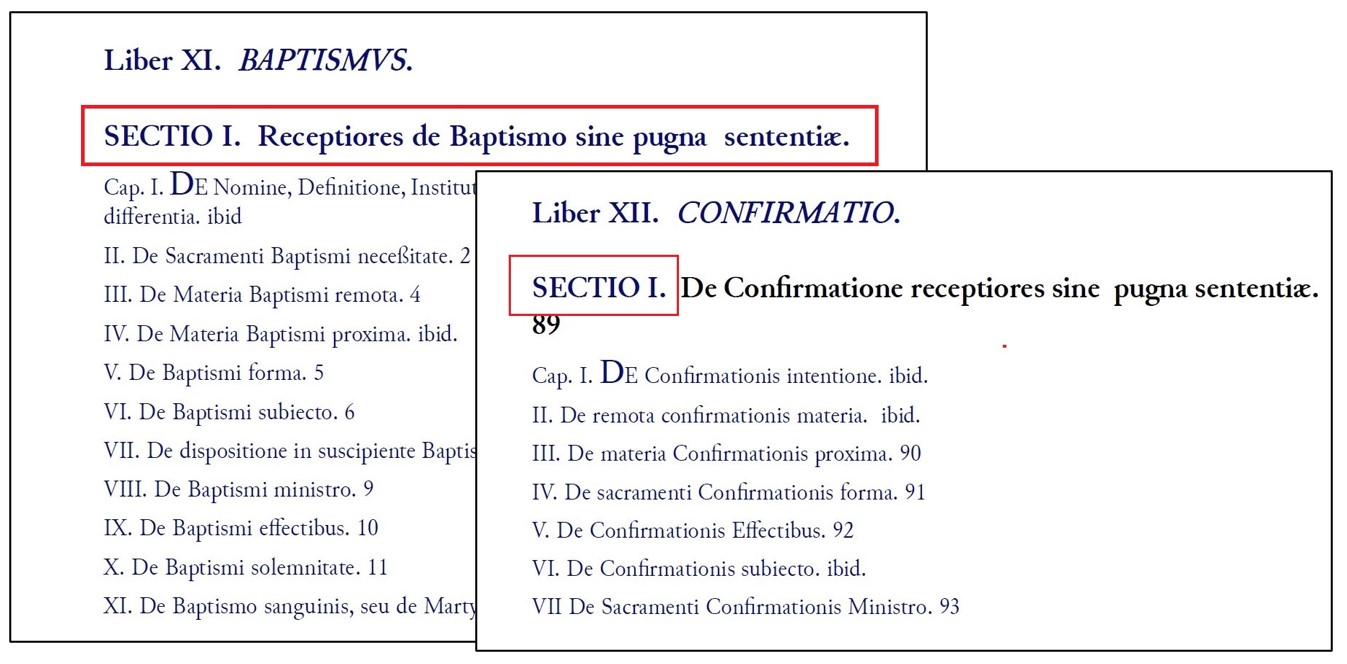 Liber XI. BAPTISMVS.
SECTIO I. Receptiores de Baptismo sine pugna sententiæ.
Cap. I. DE Nomine, Definitione,
differentia. ibid
II. De Sacramenti Baptismi neceßitate. 2
III. De Materia Baptismi remota. 4
IV. De Materia Baptismi proxima. ibid.
V. De Baptismi forma. 5
VI. De Baptismi subiecto. 6
VII. De dispositione in suscipiente
VIII. De Baptismi ministro. 9
IX. De Baptismi effectibus. 10
X. De Baptismi solemnitate. 11
XI. De Baptismo sanguinis, seu de
Liber XII. CONFIRMATIO.
SECTIO I. De Confirmatione receptiores sine pugna sententiæ.
89
Cap. I. DE Confirmationis intentione. ibid.
II. De remota confirmationis materia. ibid.
III. De materia Confirmationis proxima. 90
IV. De sacramenti Confirmationis forma. 91
V. De Confirmationis Effectibus. 92
VI. De Confirmationis subiecto. ibid.
VII De Sacramenti Confirmationis Ministro. 93